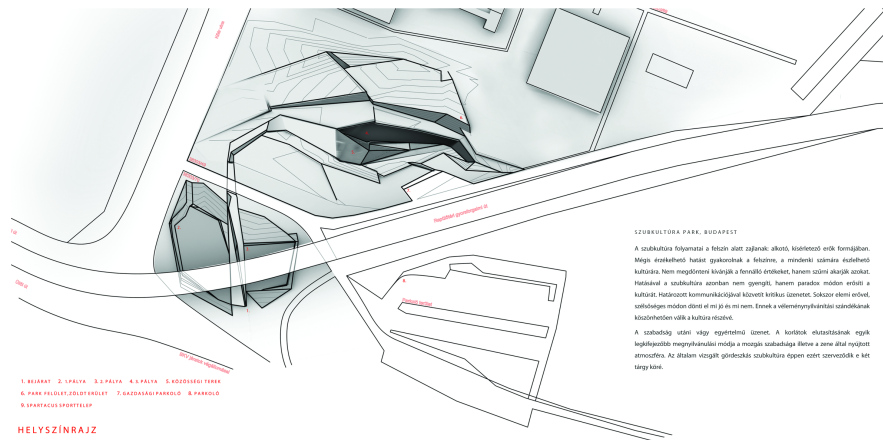 SZUBKULTÚRA PARK, BUDAPEST
A szubkultúra folyamatai a felszín alatt zajlanak: alkotó, kísérletező erők formájában.
Mégis érzékelhető hatást gyakorolnak a felszínre, a mindenki számára észlelhető
kultúrára. Nem megdönteni kívánják a fennálló értékeket, hanem szűrni akarják azokat.
Hatásával a szubkultúra azonban nem gyengíti, hanem paradox módon erősíti a
kultúrát. Határozott kommunikációjával közvetít kritikus üzenetet. Sokszor elemi erővel,
szélsőséges módon dönti el mi jó és mi nem. Ennek a véleménynyilvánítási szándékának
köszönhetően válik a kultúra részévé.
A szabadság utáni vágy egyértelmű üzenet. A korlátok elutasításának egyik
legkifejezőbb megnyilvánulási módja a mozgás szabadsága illetve a zene által nyújtott
atmoszféra. Az általam vizsgált gördeszkás szubkultúra éppen ezért szerveződik e két
tárgy köré.
1. BEJÁRAT 2. 1.PÁLYA 3. 2. PÁLYA 4. 3. PÁLYA 5. KÖZÖSSÉGI TEREK
6. PARK FELÜLET,ZÖLDTERÜLET 7. GAZDASÁGI PARKOLÓ 8. PARKOLÓ
9. SPARTACUS SPORTTELEP
HELYSZÍNRAJZ